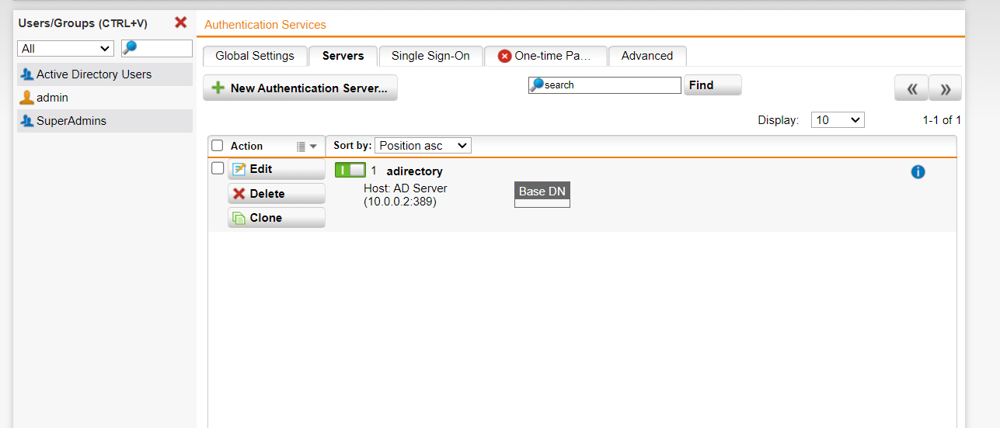 Users/Groups (CTRL+V)
All
Active Directory Users
admin
SuperAdmins
Authentication Services
Global Settings Servers Single Sign-On One-time Pa... Advanced
New Authentication Server... search Find « »
Display: 10 1-1 of 1
Action Sort by: Position asc
Edit 1 adirectory
Host: AD Server Base DN
Delete (10.0.0.2:389)
Clone